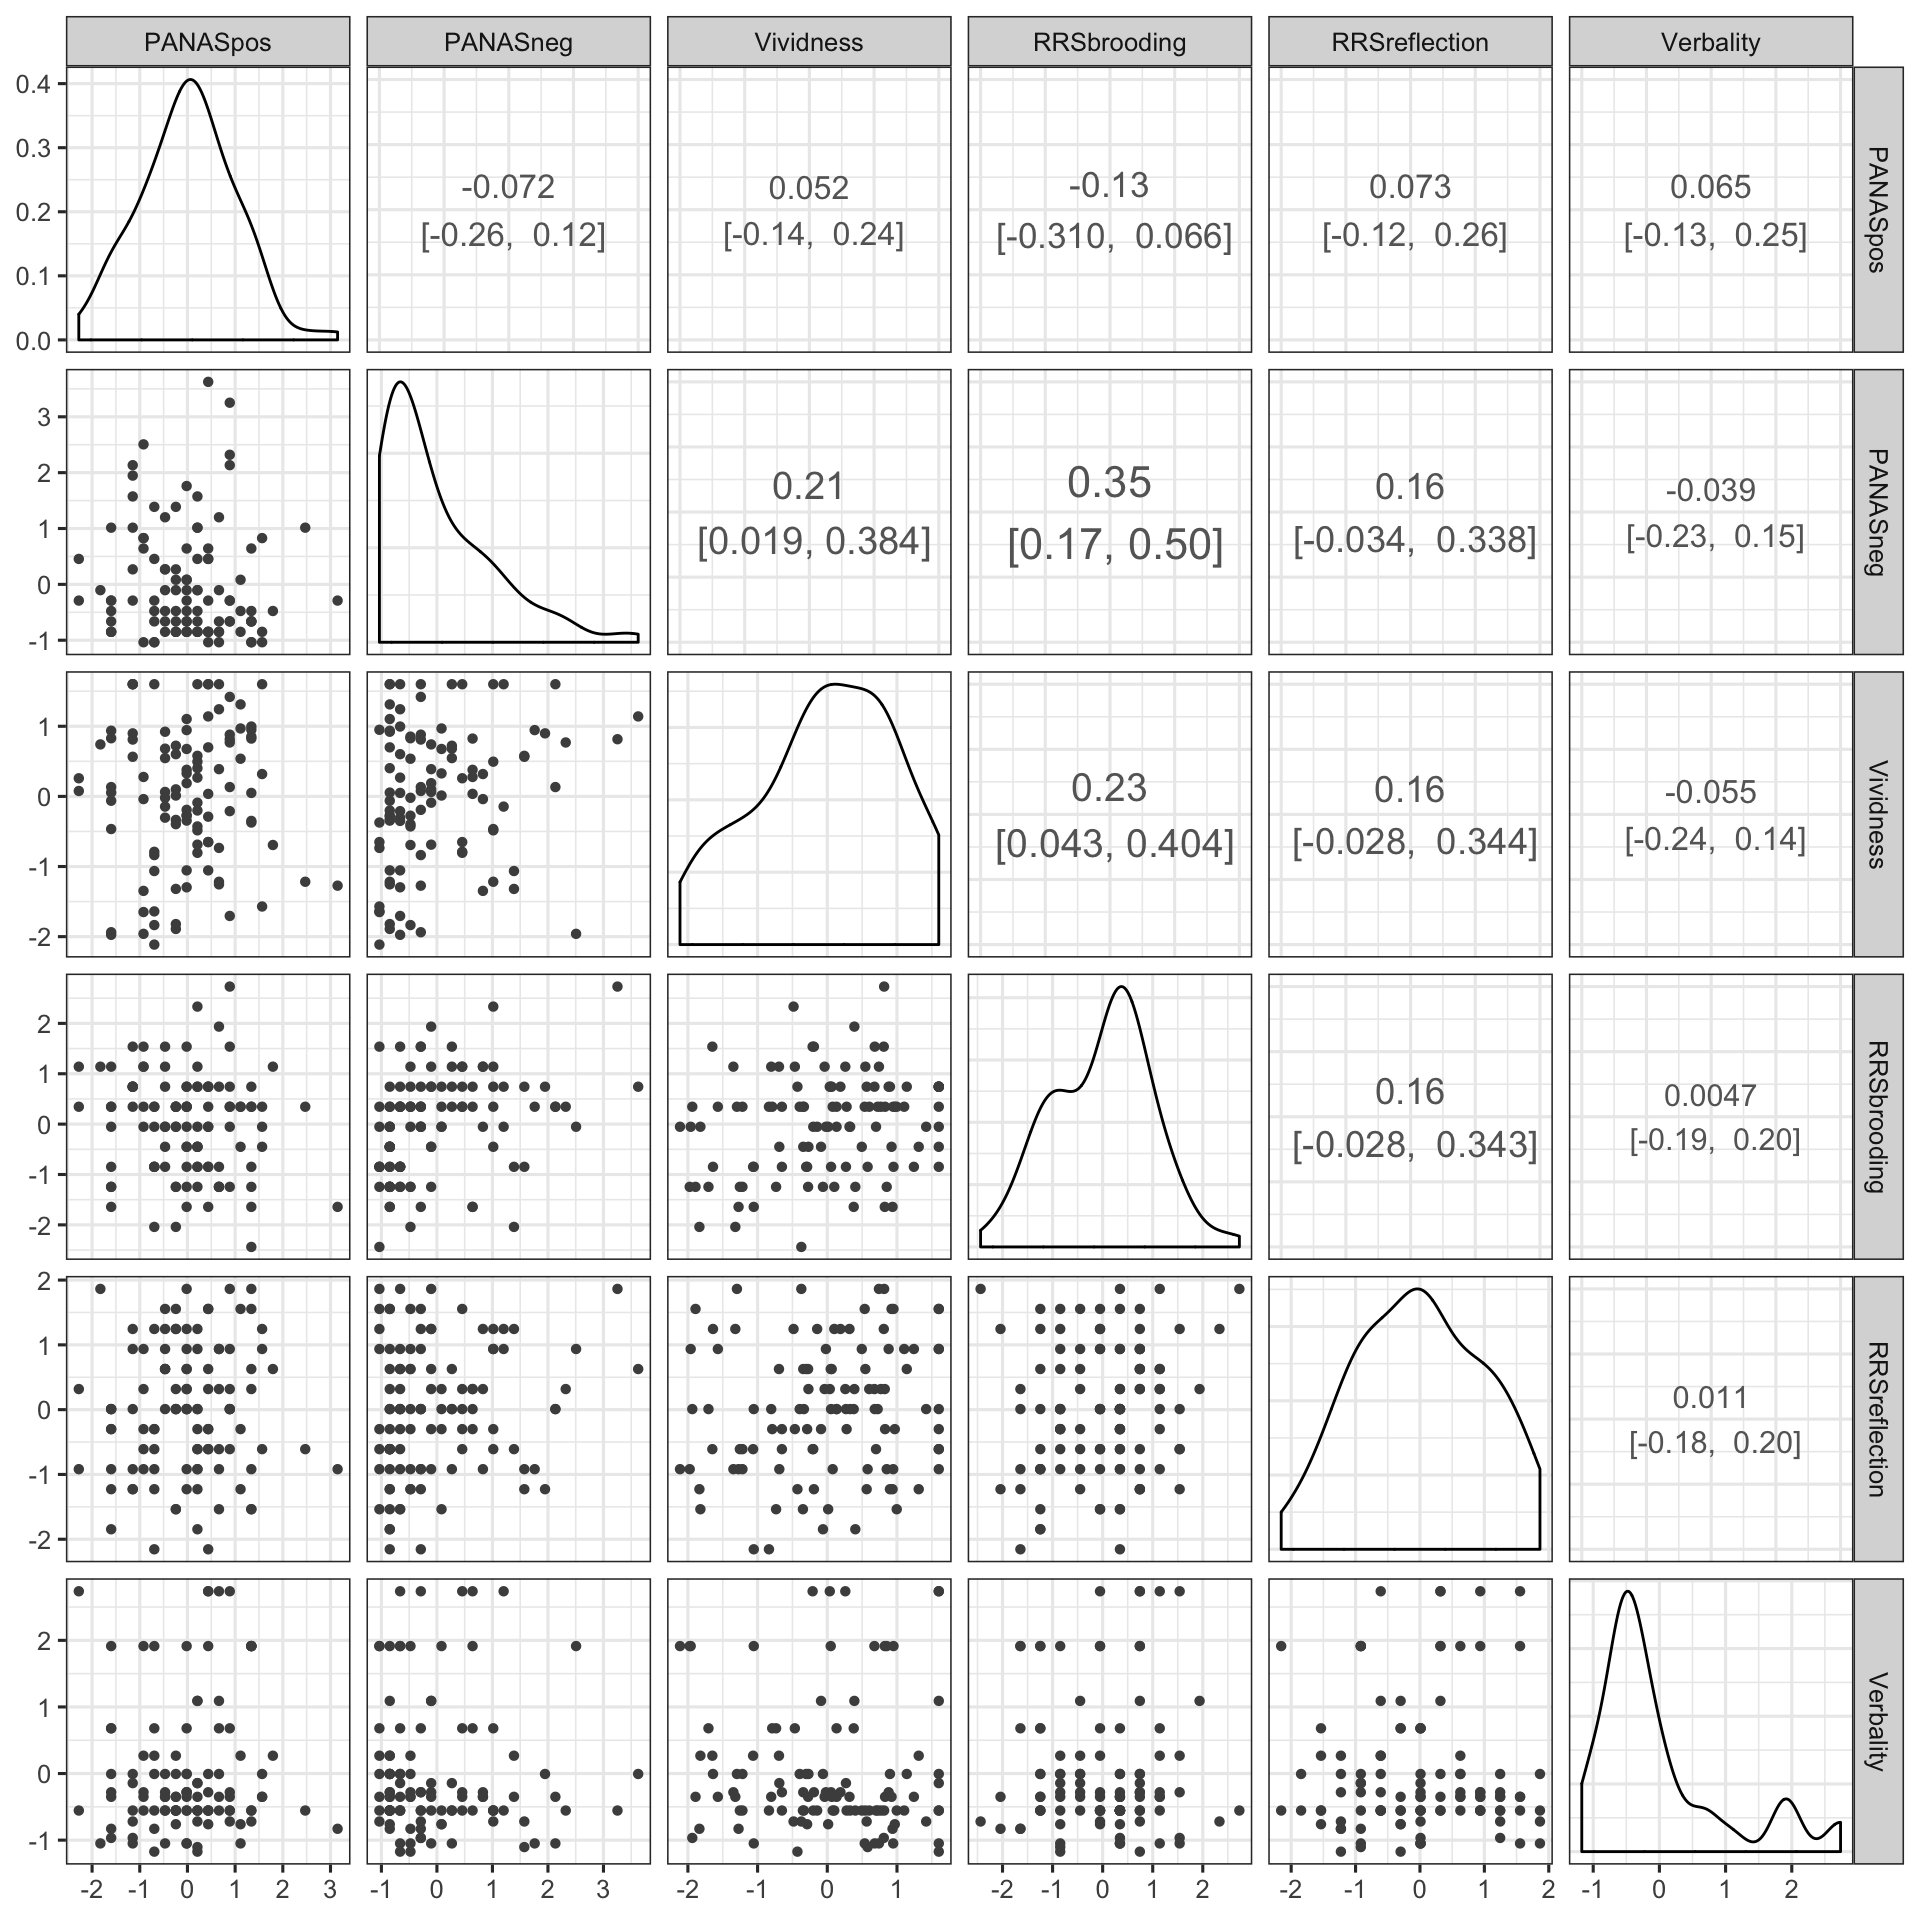 PANASpos PANASneg Vividness RRSbrooding RRSreflection Verbality
0.4
0.3
0.2
0.1
0.0
-0.072 0.052 -0.13 0.073 0.065
[-0.26, 0.12] [-0.14, 0.24] [-0.310, 0.066] [-0.12, 0.26] [-0.13, 0.25]
PANASpos
3
2
1
0
-1
0.21 0.35 0.16 -0.039
[0.019, 0.384] [0.17, 0.50] [-0.034, 0.338] [-0.23, 0.15]
PANASneg
1
0
-1
-2
0.23 0.16 -0.055
[0.043, 0.404] [-0.028, 0.344] [-0.24, 0.14]
Vividness
2
1
0
-1
-2
0.16 0.0047
[-0.028, 0.343] [-0.19, 0.20]
RRSbrooding
2
1
0
-1
-2
0.011
[-0.18, 0.20]
RRSreflection
2
1
0
-1
Verbality
-2 -1 0 1 2 3 -1 0 1 2 3 -2 -1 0 1 -2 -1 0 1 2 -2 -1 0 1 2 -1 0 1 2